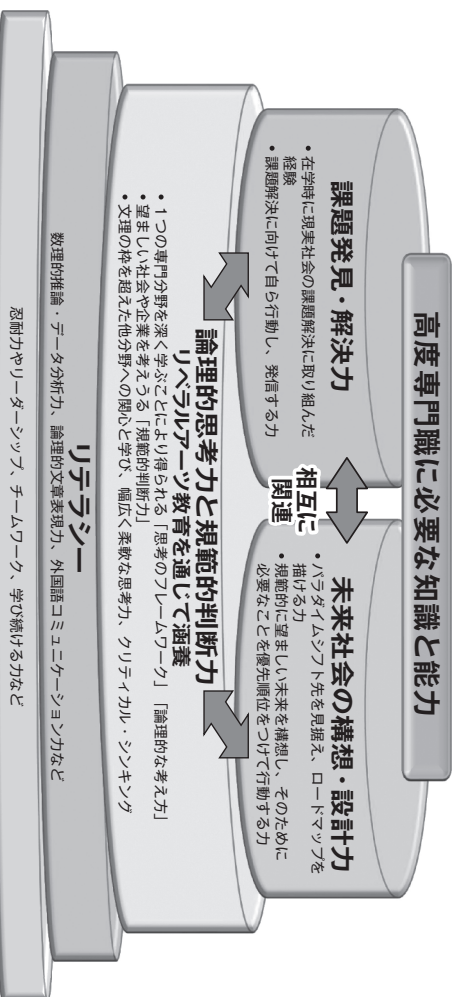 高度専門職に必要な知識と能力
課題発見・解決力
・在学時に現実社会の課題解決に取り組んだ
経験
・課題解決に向けて自ら行動し、発信する力
相互に
関連
未来社会の構想・設計力
・パラダイムシフト先を見据え、ロードマップを
描ける力
・規範的に望ましい未来を構想し、そのために
必要なことを優先順位をつけて行動する力
論理的思考力と規範的判断力
リベラルアーツ教育を通じて涵養
・1つの専門分野を深く学ぶことにより得られる「思考のフレームワーク」「論理的な考え方」
・望ましい社会や企業を考えうる「規範的判断力」
・文理の枠を超えた他分野への関心と学び、幅広く柔軟な思考力、クリティカル・シンキング
リテラシー
数理的推論・データ分析力、論理的文章表現力、外国語コミュニケーション力など
忍耐力やリーダーシップ、チームワーク、学び続ける力など